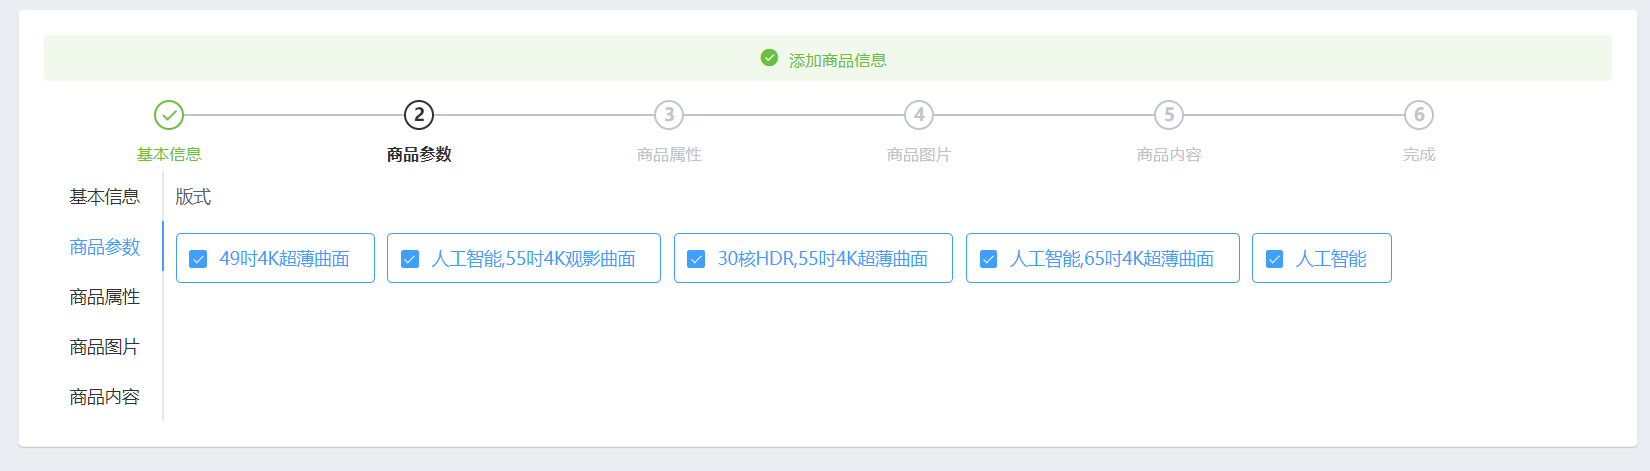 添加商品信息
2 3 4 5 6
基本信息 商品参数 商品属性 商品图片 商品内容 完成
基本信息
商品参数
商品属性
商品图片
商品内容
版式
49吋4K超薄曲面 人工智能,55吋4K观影曲面 30核HDR,55吋4K超薄曲面 人工智能,65吋4K超薄曲面 人工智能